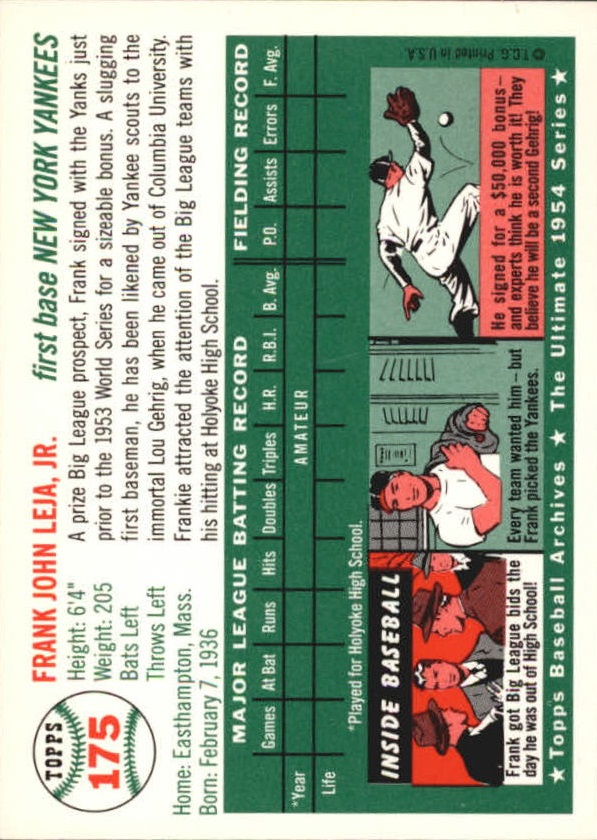 TOPPS
175
FRANK JOHN LEJA, JR.
first base NEW YORK YANKEES
Height: 6'4"
Weight: 205
Bats Left
Throws Left
Home: Easthampton, Mass.
Born: February 7, 1936
A prize Big League prospect, Frank signed with the Yanks just
prior to the 1953 World Series for a sizeable bonus. A slugging
first baseman, he has been likened by Yankee scouts to the
immortal Lou Gehrig, when he came out of Columbia University.
Frankie attracted the attention of the Big League teams with
his hitting at Holyoke High School.
MAJOR LEAGUE BATTING RECORD FIELDING RECORD
Games At Bat Runs Hits Doubles Triples H.R. R.B.I. B. Avg. P.O. Assists Errors F. Avg.
*Year AMATEUR
Life
*Played for Holyoke High School.
INSIDE BASEBALL
Frank got Big League bids the
day he was out of High School!
Every team wanted him – but
Frank picked the Yankees.
He signed for a $50,000 bonus –
and experts think he is worth it! They
believe he will be a second Gehrig!
© T.C.G. Printed in U.S.A.
★ Topps Baseball Archives ★ The Ultimate 1954 Series ★